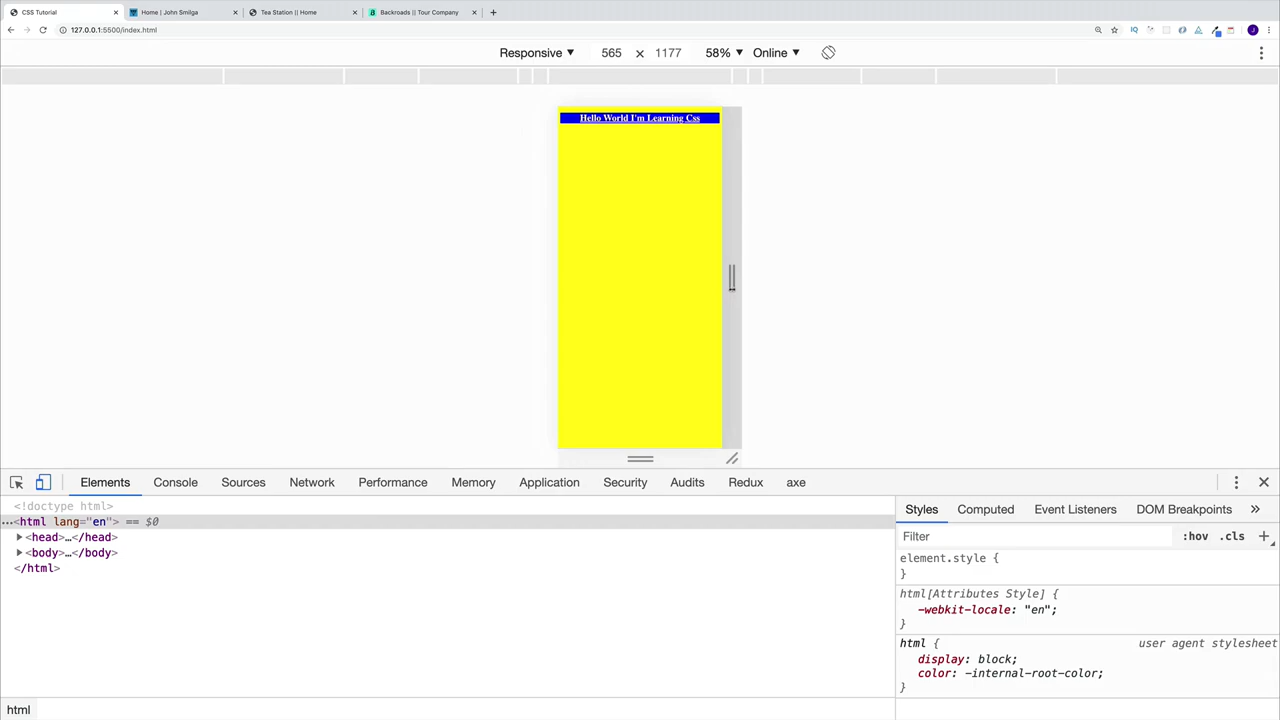 CSS Tutorial
Home | John Smilga
Tea Station || Home
Backroads || Tour Company
127.0.0.1:5500/index.html
Responsive 565 × 1177 58% Online
Hello World I'm Learning Css
Elements Console Sources Network Performance Memory Application Security Audits Redux axe
<!doctype html>
…<html lang="en"> == $0
<head>…</head>
<body>…</body>
</html>
Styles Computed Event Listeners DOM Breakpoints »
Filter :hov .cls +
element.style {
}
html[Attributes Style] {
-webkit-locale: "en";
}
html { user agent stylesheet
display: block;
color: -internal-root-color;
}
html